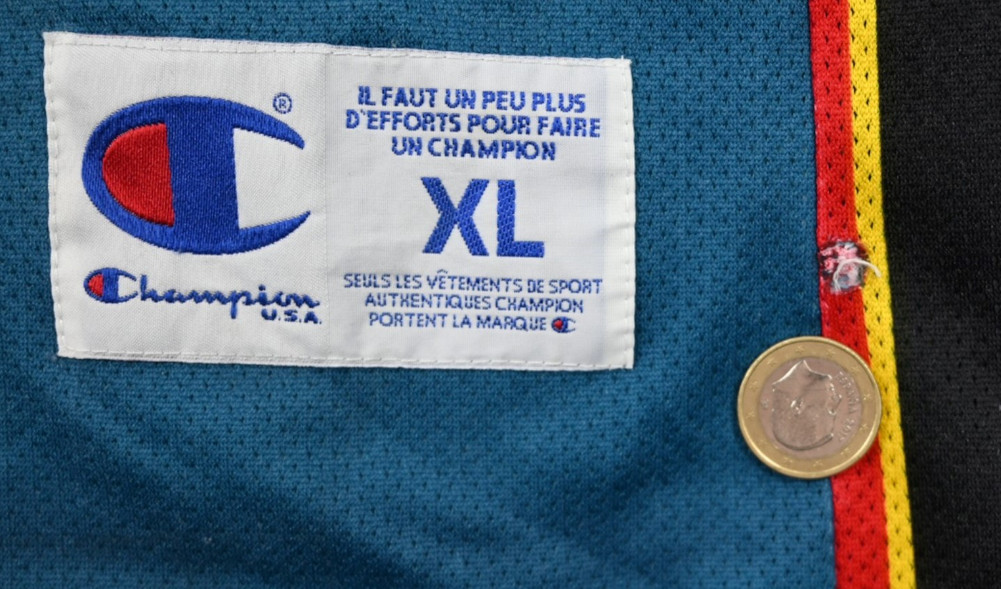 ®
Champion
U.S.A.
IL FAUT UN PEU PLUS
D'EFFORTS POUR FAIRE
UN CHAMPION
XL
SEULS LES VÊTEMENTS DE SPORT
AUTHENTIQUES CHAMPION
PORTENT LA MARQUE